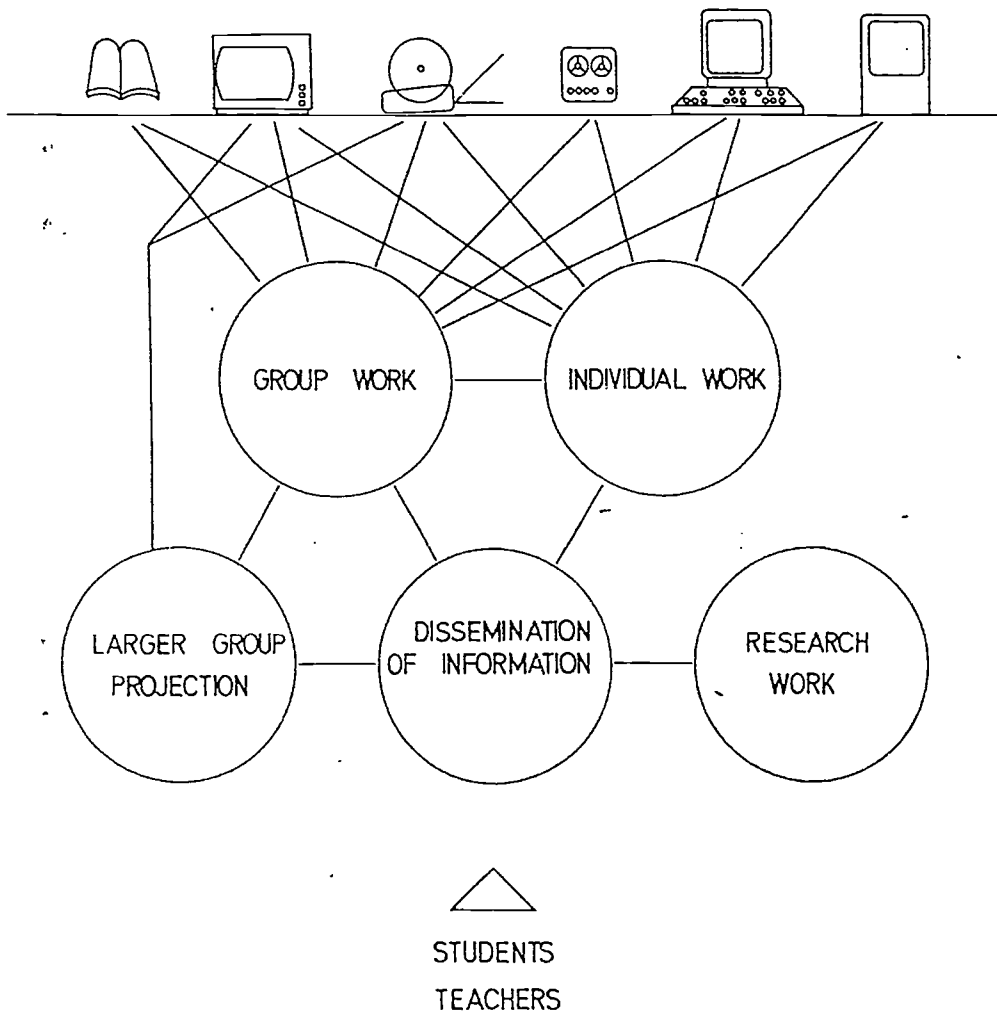 GROUP WORK
INDIVIDUAL WORK
LARGER GROUP
PROJECTION
DISSEMINATION
OF INFORMATION
RESEARCH
WORK
STUDENTS
TEACHERS